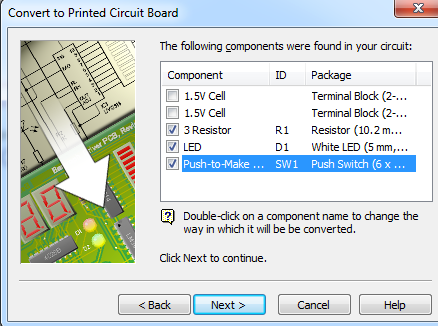 Convert to Printed Circuit Board
The following components were found in your circuit:
Component ID Package
1.5V Cell Terminal Block (2-...
1.5V Cell Terminal Block (2-...
3 Resistor R1 Resistor (10.2 m...
LED D1 White LED (5 mm,...
Push-to-Make ... SW1 Push Switch (6 x ...
Double-click on a component name to change the
way in which it will be be converted.
Click Next to continue.
< Back Next > Cancel Help